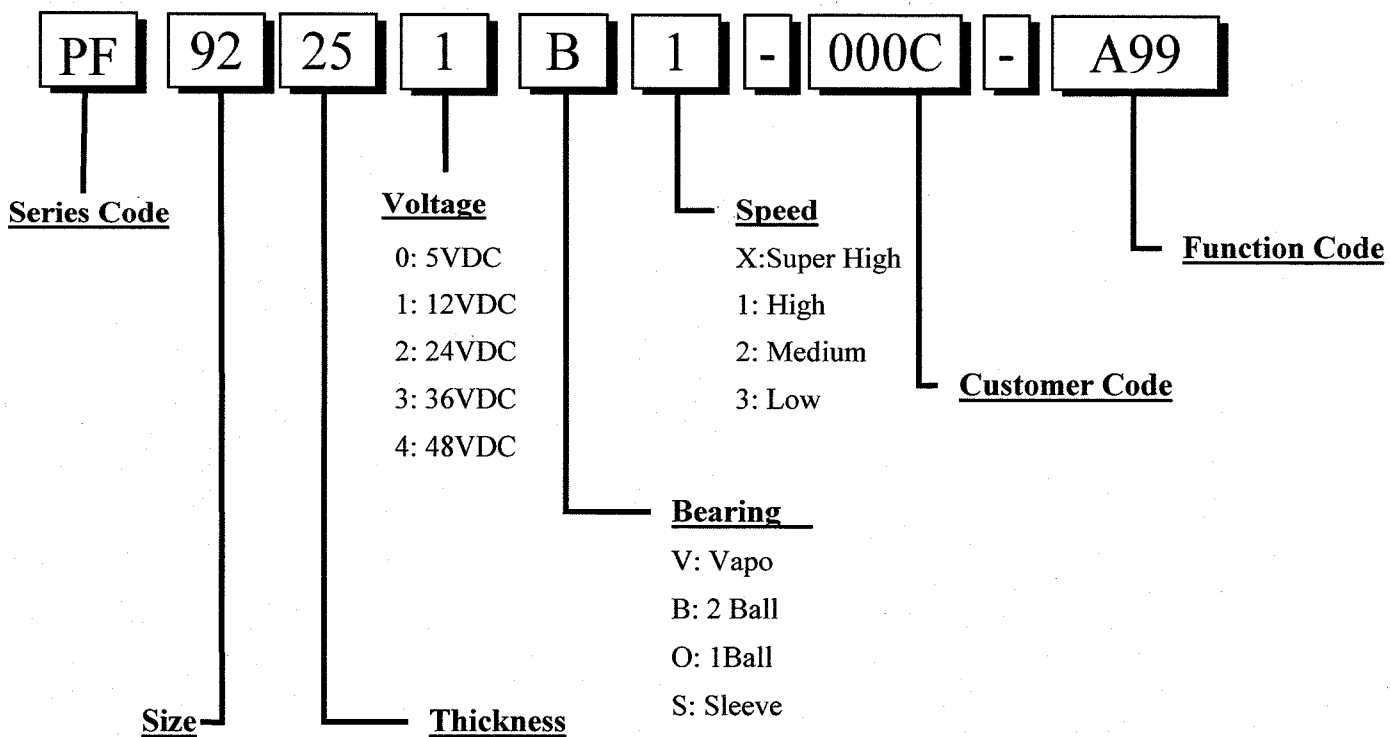 PF 92 25 1 B 1 - 000C - A99
Series Code
Voltage
0: 5VDC
1: 12VDC
2: 24VDC
3: 36VDC
4: 48VDC
Speed
X:Super High
1: High
2: Medium
3: Low
Function Code
Customer Code
Bearing
V: Vapo
B: 2 Ball
O: 1Ball
S: Sleeve
Size
Thickness